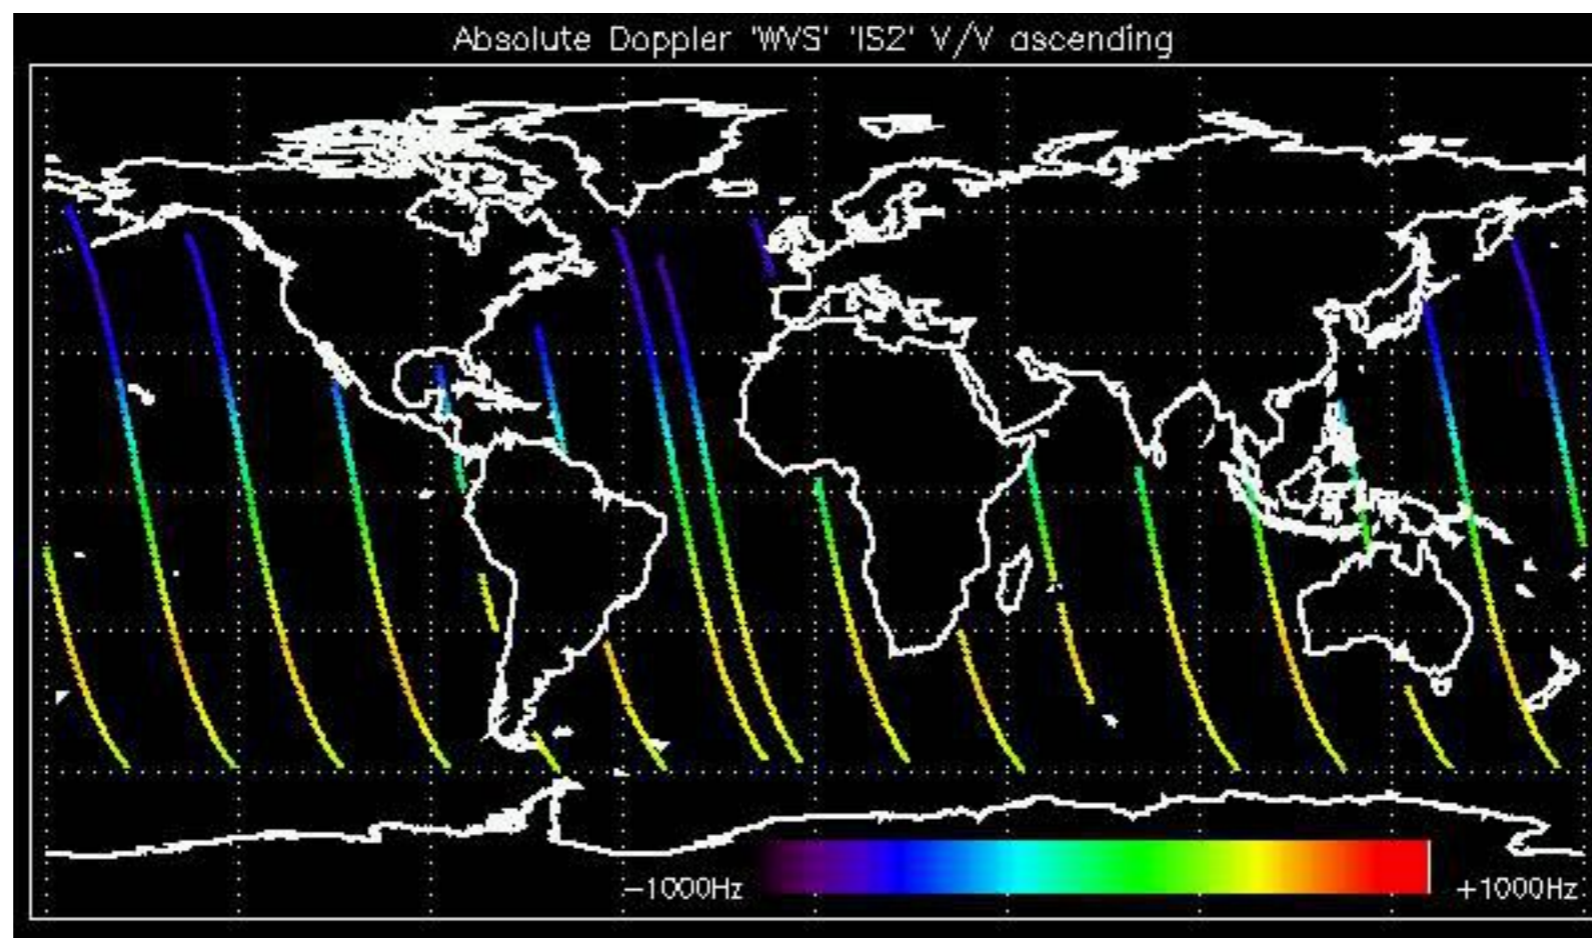 Absolute Doppler 'WVS' 'IS2' V/V ascending
-1000Hz +1000Hz